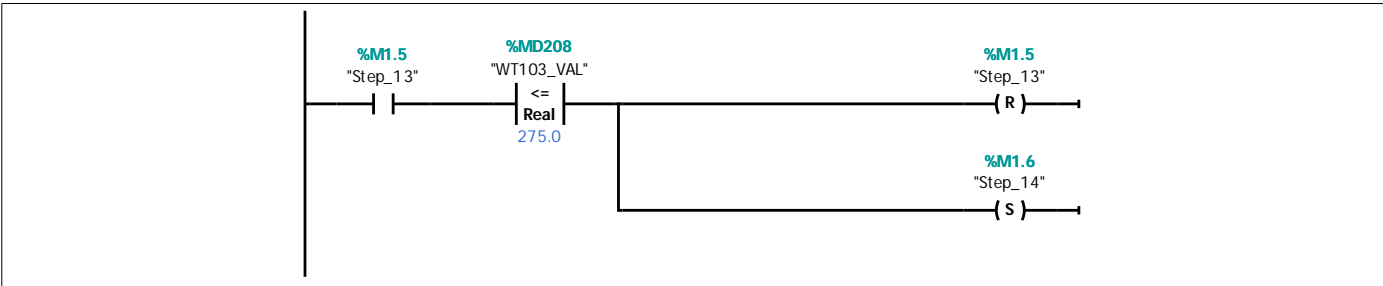 %M1.5
"Step_13"
%MD208
"WT103_VAL"
<=
Real
275.0
%M1.5
"Step_13"
R
%M1.6
"Step_14"
S